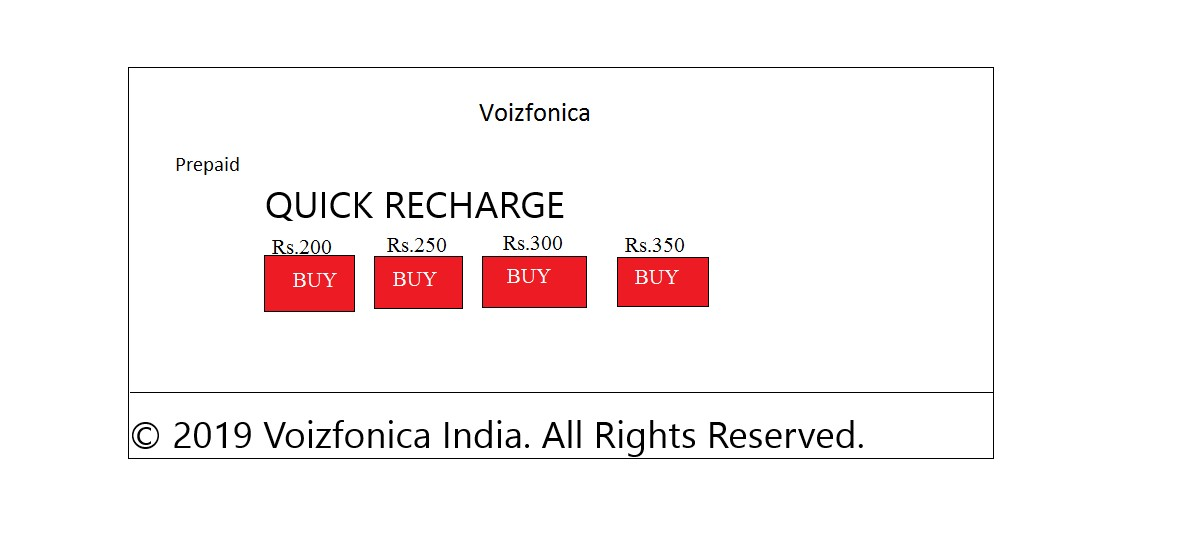 Voizfonica
Prepaid
QUICK RECHARGE
Rs.200 Rs.250 Rs.300 Rs.350
BUY BUY BUY BUY
© 2019 Voizfonica India. All Rights Reserved.